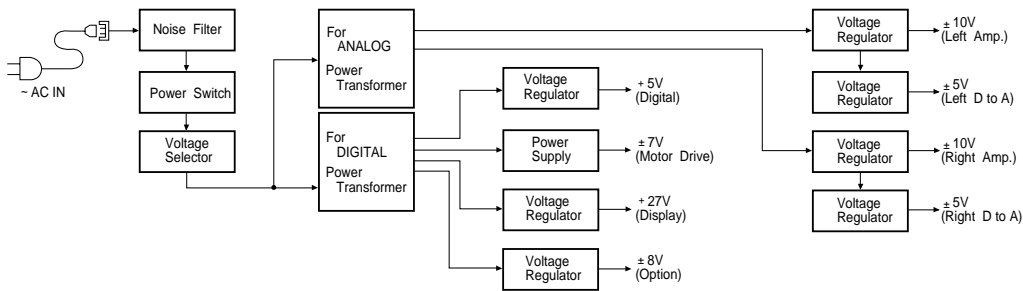 ~ AC IN
Noise Filter
Power Switch
Voltage
Selector
For
ANALOG
Power
Transformer
For
DIGITAL
Power
Transformer
Voltage
Regulator
+ 5V
(Digital)
Power
Supply
± 7V
(Motor Drive)
Voltage
Regulator
+ 27V
(Display)
Voltage
Regulator
± 8V
(Option)
Voltage
Regulator
± 10V
(Left Amp.)
Voltage
Regulator
± 5V
(Left D to A)
Voltage
Regulator
± 10V
(Right Amp.)
Voltage
Regulator
± 5V
(Right D to A)